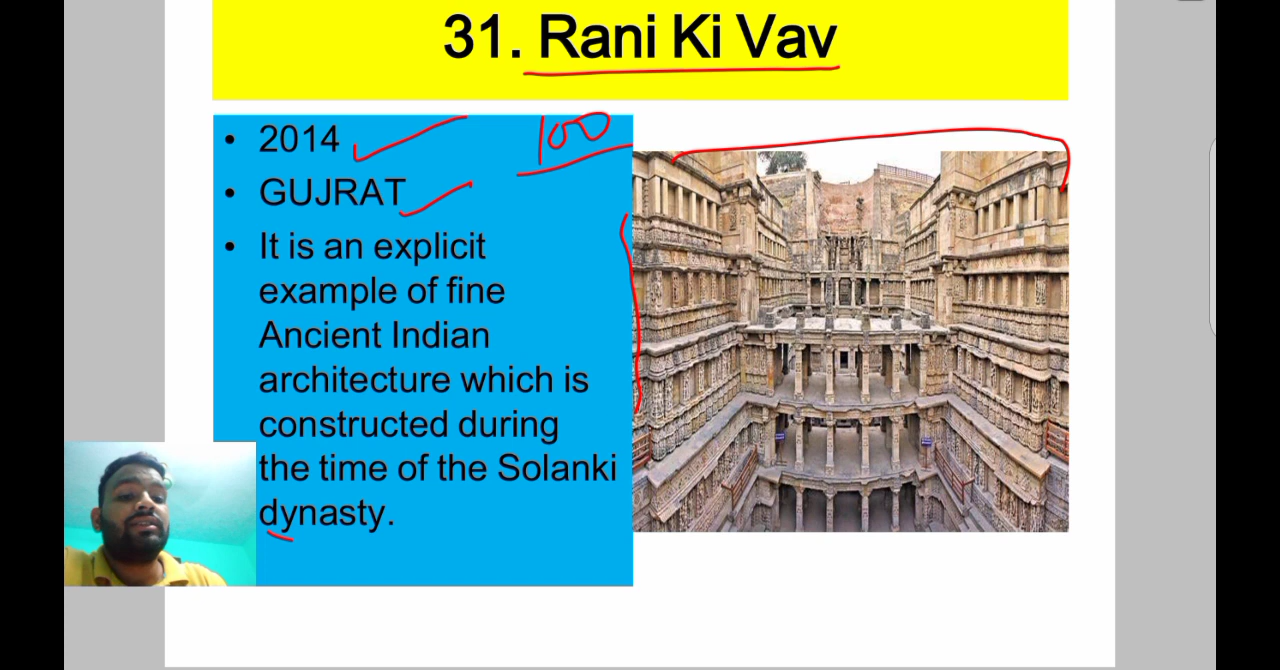 31. Rani Ki Vav
• 2014
100
• GUJRAT
• It is an explicit
example of fine
Ancient Indian
architecture which is
constructed during
the time of the Solanki
dynasty.